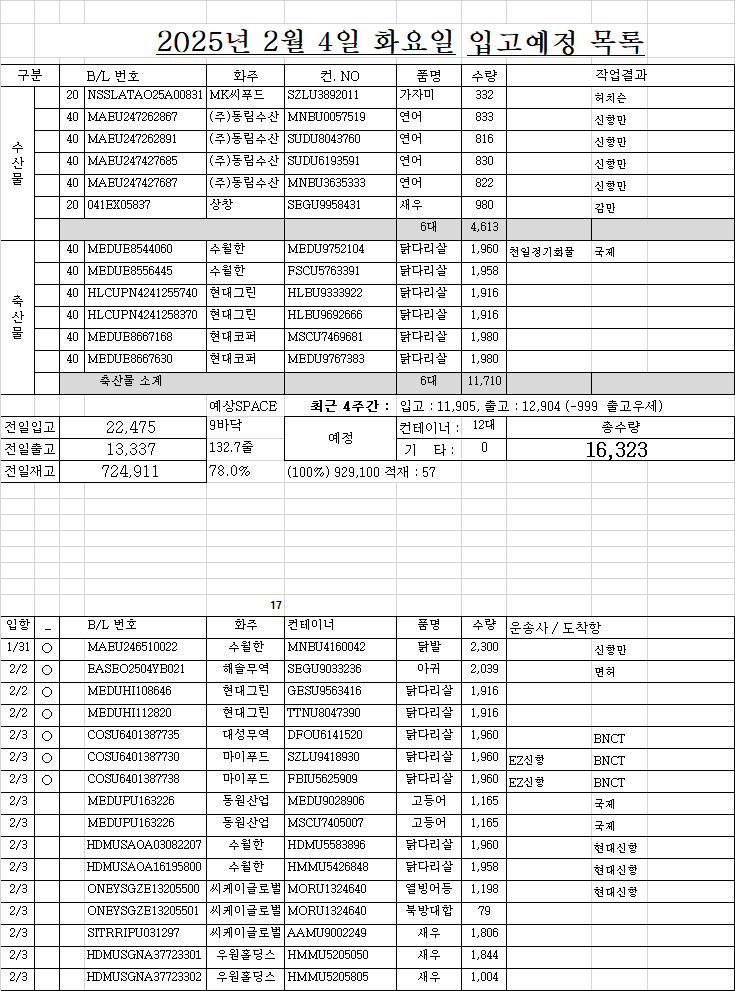 2025년 2월 4일 화요일 입고예정 목록
구분 B/L 번호 화주 컨. NO 품명 수량 작업결과
수산물
20 NSSLATAO25A00831 MK씨푸드 SZLU3892011 가자미 332 허치슨
40 MAEU247262867 (주)동림수산 MNBU0057519 연어 833 신항만
40 MAEU247262891 (주)동림수산 SUDU8043760 연어 816 신항만
40 MAEU247427685 (주)동림수산 SUDU6193591 연어 830 신항만
40 MAEU247427687 (주)동림수산 MNBU3635333 연어 822 신항만
20 041EX05837 상창 SEGU9958431 새우 980 감만
6대 4,613
축산물
40 MEDUE8544060 수월한 MEDU9752104 닭다리살 1,960 천일정기화물 국제
40 MEDUE8556445 수월한 FSCU5763391 닭다리살 1,958
40 HLCUPN4241255740 현대그린 HLBU9333922 닭다리살 1,916
40 HLCUPN4241258370 현대그린 HLBU9692666 닭다리살 1,916
40 MEDUE8667168 현대코퍼 MSCU7469681 닭다리살 1,980
40 MEDUE8667630 현대코퍼 MEDU9767383 닭다리살 1,980
축산물 소계 6대 11,710
예상SPACE 최근 4주간 : 입고 : 11,905, 출고 : 12,904 (-999 출고우세)
전일입고 22,475 9바닥 예정 컨테이너 : 12대 총수량
전일출고 13,337 132.7줄 기 타 : 0 16,323
전일재고 724,911 78.0% (100%) 929,100 적재 : 57
17
입항 _ B/L 번호 화주 컨테이너 품명 수량 운송사 / 도착항
1/31 ○ MAEU246510022 수월한 MNBU4160042 닭발 2,300 신항만
2/2 ○ EASEO2504YB021 해솔무역 SEGU9033236 아귀 2,039 면허
2/2 ○ MEDUHI108646 현대그린 GESU9563416 닭다리살 1,916
2/2 ○ MEDUHI112820 현대그린 TTNU8047390 닭다리살 1,916
2/3 ○ COSU6401387735 대성무역 DFOU6141520 닭다리살 1,960 BNCT
2/3 ○ COSU6401387730 마이푸드 SZLU9418930 닭다리살 1,960 EZ신항 BNCT
2/3 ○ COSU6401387738 마이푸드 FBIU5625909 닭다리살 1,960 EZ신항 BNCT
2/3 MEDUPU163226 동원산업 MEDU9028906 고등어 1,165 국제
2/3 MEDUPU163226 동원산업 MSCU7405007 고등어 1,165 국제
2/3 HDMUSAOA03082207 수월한 HDMU5583896 닭다리살 1,960 현대신항
2/3 HDMUSAOA16195800 수월한 HMMU5426848 닭다리살 1,958 현대신항
2/3 ONEYSGZE13205500 씨케이글로벌 MORU1324640 열빙어등 1,198 현대신항
2/3 ONEYSGZE13205501 씨케이글로벌 MORU1324640 북방대합 79
2/3 SITRRIPU031297 씨케이글로벌 AAMU9002249 새우 1,806
2/3 HDMUSGNA37723301 우원홀딩스 HMMU5205050 새우 1,844
2/3 HDMUSGNA37723302 우원홀딩스 HMMU5205805 새우 1,004